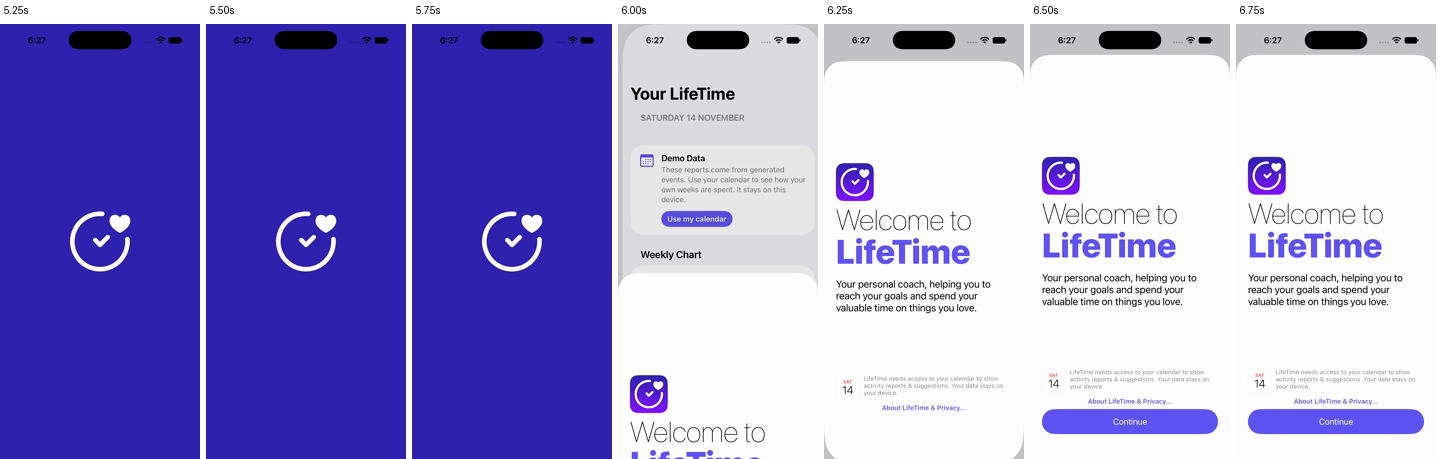 5.25s
6:27
5.50s
6:27
5.75s
6:27
6.00s
6:27
Your LifeTime
SATURDAY 14 NOVEMBER
Demo Data
These reports come from generated
events. Use your calendar to see how your
own weeks are spent. It stays on this
device.
Use my calendar
Weekly Chart
Welcome to
LifeTime
6.25s
6:27
Welcome to
LifeTime
Your personal coach, helping you to
reach your goals and spend your
valuable time on things you love.
SAT
14
LifeTime needs access to your calendar to show
activity reports & suggestions. Your data stays on
your device.
About LifeTime & Privacy...
6.50s
6:27
Welcome to
LifeTime
Your personal coach, helping you to
reach your goals and spend your
valuable time on things you love.
SAT
14
LifeTime needs access to your calendar to show
activity reports & suggestions. Your data stays on
your device.
About LifeTime & Privacy...
Continue
6.75s
6:27
Welcome to
LifeTime
Your personal coach, helping you to
reach your goals and spend your
valuable time on things you love.
SAT
14
LifeTime needs access to your calendar to show
activity reports & suggestions. Your data stays on
your device.
About LifeTime & Privacy...
Continue